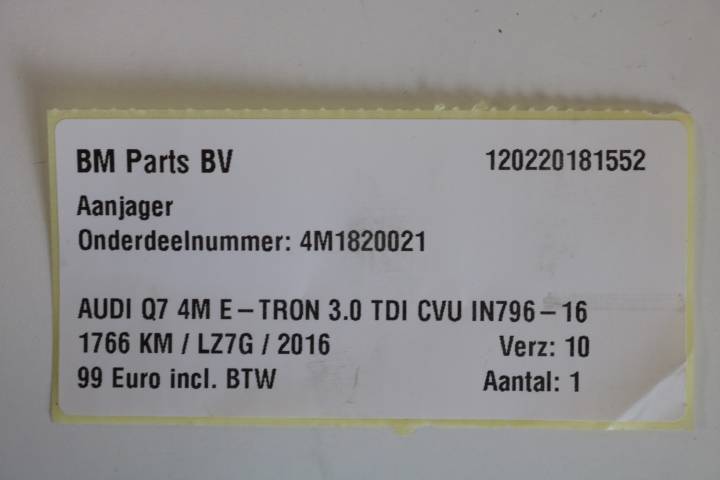 BM Parts BV 120220181552
Aanjager
Onderdeelnummer: 4M1820021
AUDI Q7 4M E-TRON 3.0 TDI CVU IN796-16
1766 KM / LZ7G / 2016 Verz: 10
99 Euro incl. BTW Aantal: 1